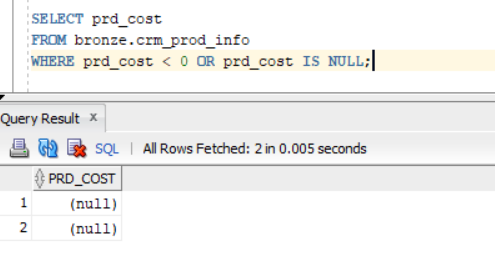 SELECT prd_cost
FROM bronze.crm_prod_info
WHERE prd_cost < 0 OR prd_cost IS NULL;
Query Result x
SQL | All Rows Fetched: 2 in 0.005 seconds
PRD_COST
1 (null)
2 (null)